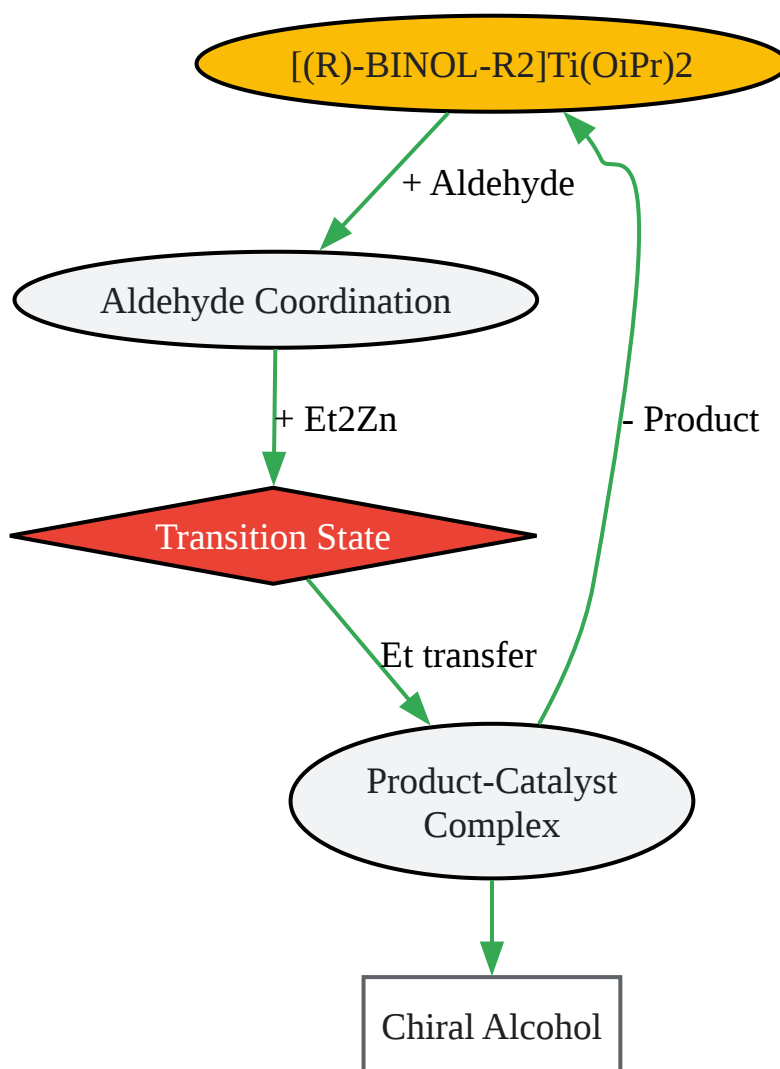 [(R)-BINOL-R2]Ti(OiPr)2
+ Aldehyde
Aldehyde Coordination
+ Et2Zn
- Product
Transition State
Et transfer
Product-Catalyst
Complex
Chiral Alcohol